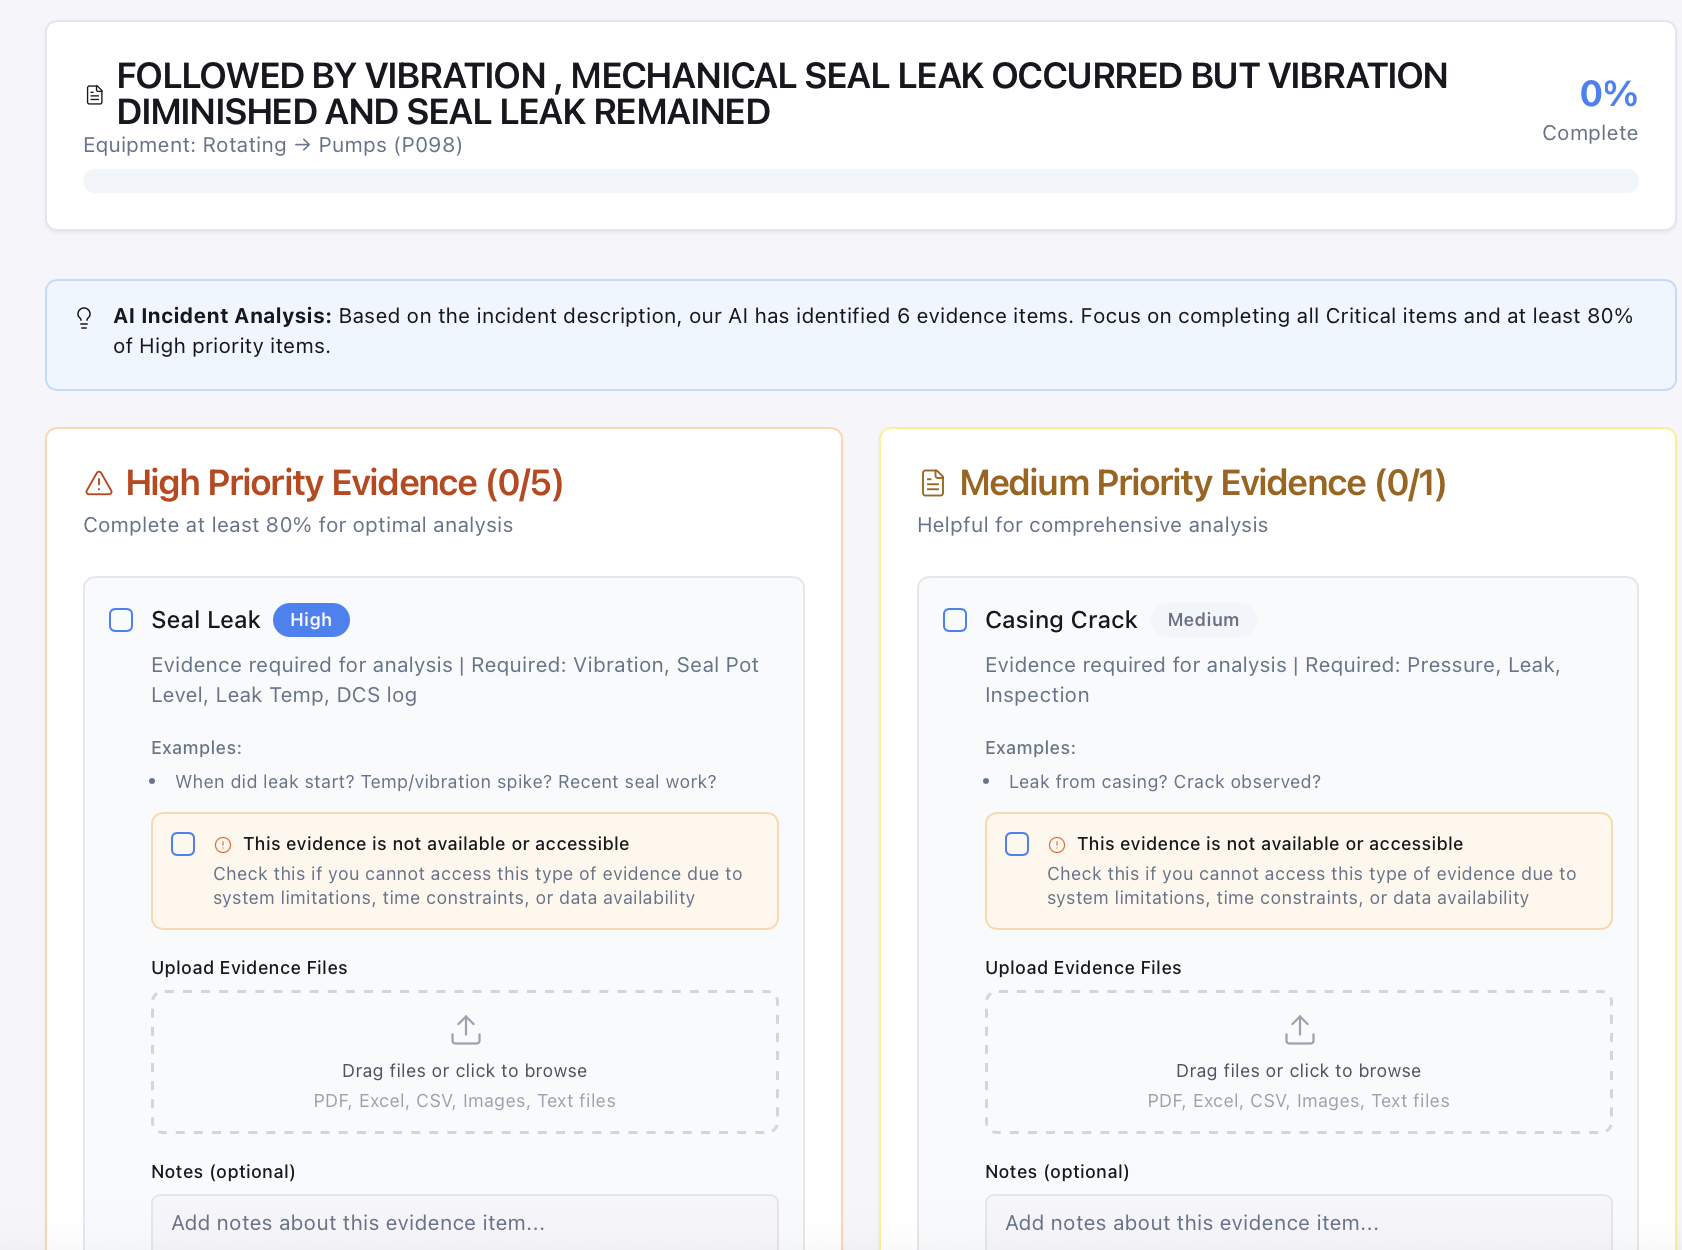 FOLLOWED BY VIBRATION , MECHANICAL SEAL LEAK OCCURRED BUT VIBRATION
DIMINISHED AND SEAL LEAK REMAINED
Equipment: Rotating → Pumps (P098)
0%
Complete
AI Incident Analysis: Based on the incident description, our AI has identified 6 evidence items. Focus on completing all Critical items and at least 80%
of High priority items.
High Priority Evidence (0/5)
Complete at least 80% for optimal analysis
Seal Leak High
Evidence required for analysis | Required: Vibration, Seal Pot
Level, Leak Temp, DCS log
Examples:
• When did leak start? Temp/vibration spike? Recent seal work?
This evidence is not available or accessible
Check this if you cannot access this type of evidence due to
system limitations, time constraints, or data availability
Upload Evidence Files
Drag files or click to browse
PDF, Excel, CSV, Images, Text files
Notes (optional)
Add notes about this evidence item...
Medium Priority Evidence (0/1)
Helpful for comprehensive analysis
Casing Crack Medium
Evidence required for analysis | Required: Pressure, Leak,
Inspection
Examples:
• Leak from casing? Crack observed?
This evidence is not available or accessible
Check this if you cannot access this type of evidence due to
system limitations, time constraints, or data availability
Upload Evidence Files
Drag files or click to browse
PDF, Excel, CSV, Images, Text files
Notes (optional)
Add notes about this evidence item...